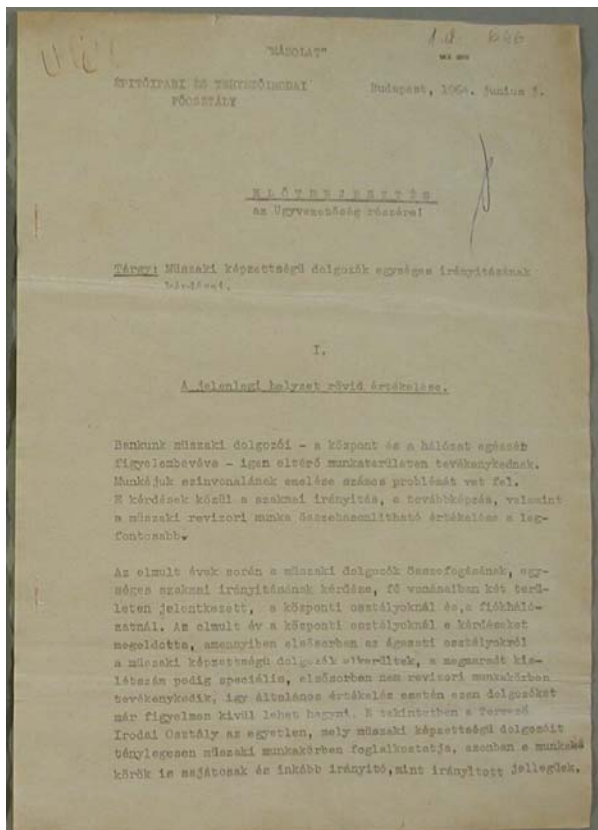 "MÁSOLAT"
ÉPITŐIPARI ÉS TERVEZŐIRODAI
FŐOSZTÁLY
Budapest, 1964. junius
ELŐTERJESZTÉS
az Ügyvezetőség részére!
Tárgy: Müszaki képzettségü dolgozók egységes irányitásának
kérdései.
I.
A jelenlegi helyzet rövid értékelése.
Bankunk müszaki dolgozói - a központ és a hálózat egészét
figyelembevéve - igen eltérő munkaterületen tevékenykednek.
Munkájuk szinvonalának emelése számos problémát vet fel.
E kérdések közül a szakmai irányitás, a továbbképzés, valamint
a müszaki revizori munka összehasonlitható értékelése a leg-
fontosabb.
Az elmult évek során a müszaki dolgozók összefogásának, egy-
séges szakmai irányitásának kérdése, fő vonásaiban két terü-
leten jelentkezett, a központi osztályoknál és a fiókháló-
zatnál. Az elmult év a központi osztályoknál e kérdéseket
megoldotta, amennyiben elsősorban az ágazati osztályokról
a müszaki képzettségü dolgozók kikerültek, a megmaradt kis-
létszám pedig speciális, elsősorban nem revizori munkakörben
tevékenykedik, igy általános értékelés esetén ezen dolgozókat
már figyelmen kivül lehet hagyni. E tekintetben a Tervező
Irodai Osztály az egyetlen, mely müszaki képzettségü dolgozóit
ténylegesen müszaki munkakörben foglalkoztatja, azonban e munka
körök is sajátosak és inkább irányitó, mint irányitott jellegüek.